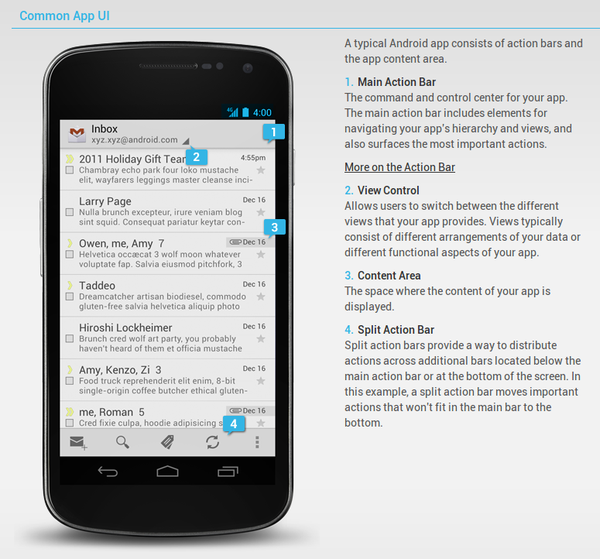 Common App UI
4:00
Inbox
xyz.xyz@android.com
1
2
2011 Holiday Gift Team
4:55pm
Chambray echo park four loko mustache
elit, wayfarers leggings master cleanse inci-
Larry Page
Dec 16
Nulla brunch excepteur, irure veniam blog
sint squid. Consequat pariatur keytar con-
3
Owen, me, Amy 7
Dec 16
Helvetica occæcat 3 wolf moon whatever
voluptate fap. Salvia eiusmod pitchfork, 3
Taddeo
Dec 16
Dreamcatcher artisan biodiesel, commodo
gluten-free salvia helvetica aliquip photo
Hiroshi Lockheimer
Dec 16
Brunch cred wolf art party, you probably
haven't heard of them et officia mustache
Amy, Kenzo, Zi 3
Dec 16
Food truck reprehenderit elit enim, 8-bit
single-origin coffee butcher ethical gluten-
me, Roman 5
Dec 16
Cred fixie culpa, hoodie adipisicing s
4
A typical Android app consists of action bars and
the app content area.
1. Main Action Bar
The command and control center for your app.
The main action bar includes elements for
navigating your app's hierarchy and views, and
also surfaces the most important actions.
More on the Action Bar
2. View Control
Allows users to switch between the different
views that your app provides. Views typically
consist of different arrangements of your data or
different functional aspects of your app.
3. Content Area
The space where the content of your app is
displayed.
4. Split Action Bar
Split action bars provide a way to distribute
actions across additional bars located below the
main action bar or at the bottom of the screen. In
this example, a split action bar moves important
actions that won't fit in the main bar to the
bottom.